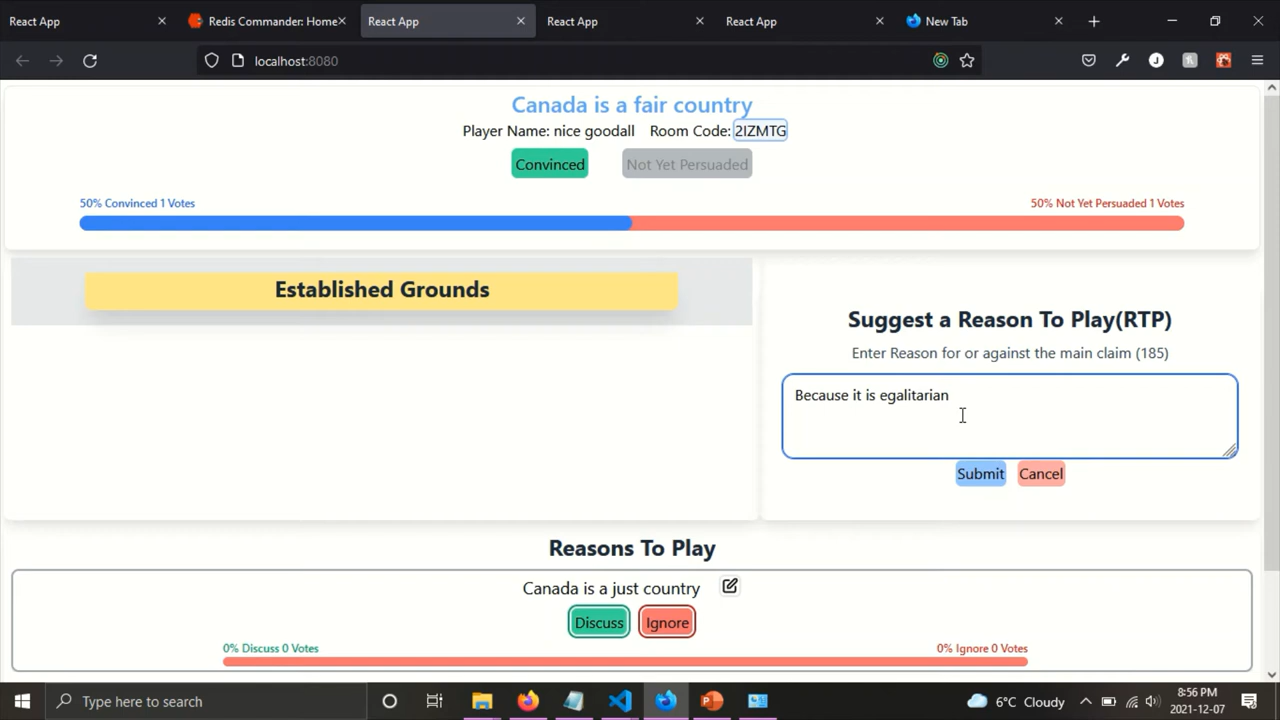 React App
Redis Commander: Home
React App
React App
React App
New Tab
localhost:8080
Canada is a fair country
Player Name: nice goodall Room Code: 2IZMTG
Convinced Not Yet Persuaded
50% Convinced 1 Votes 50% Not Yet Persuaded 1 Votes
Established Grounds
Suggest a Reason To Play(RTP)
Enter Reason for or against the main claim (185)
Because it is egalitarian
Submit Cancel
Reasons To Play
Canada is a just country
Discuss Ignore
0% Discuss 0 Votes 0% Ignore 0 Votes
Type here to search
6°C Cloudy
8:56 PM
2021-12-07